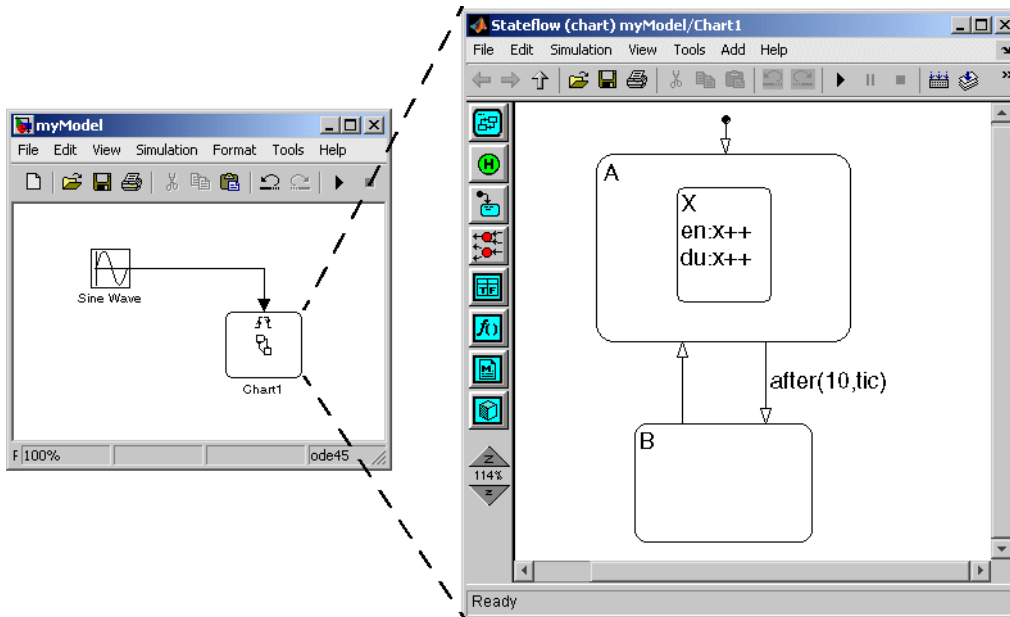 myModel
File Edit View Simulation Format Tools Help
Sine Wave
Chart1
F 100% ode45
Stateflow (chart) myModel/Chart1
File Edit Simulation View Tools Add Help
»
H
TF
f()
M
Z
114%
z
A
X
en:x++
du:x++
after(10,tic)
B
Ready